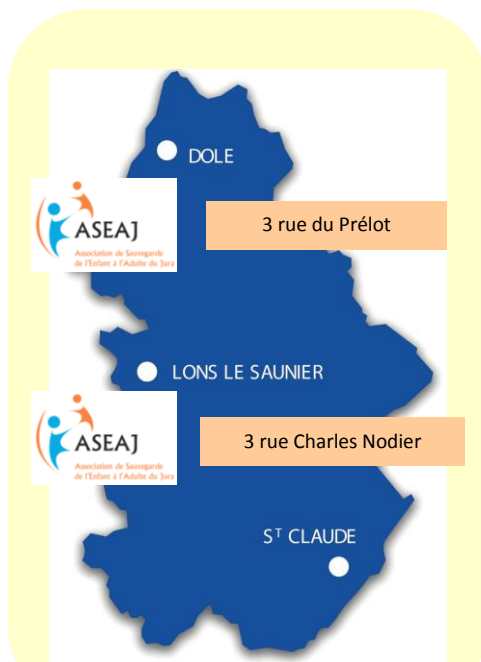 DOLE
ASEAJ
Association de Sauvegarde
de l'Enfant à l'Adulte du Jura
3 rue du Prélot
LONS LE SAUNIER
ASEAJ
Association de Sauvegarde
de l'Enfant à l'Adulte du Jura
3 rue Charles Nodier
Sᵀ CLAUDE